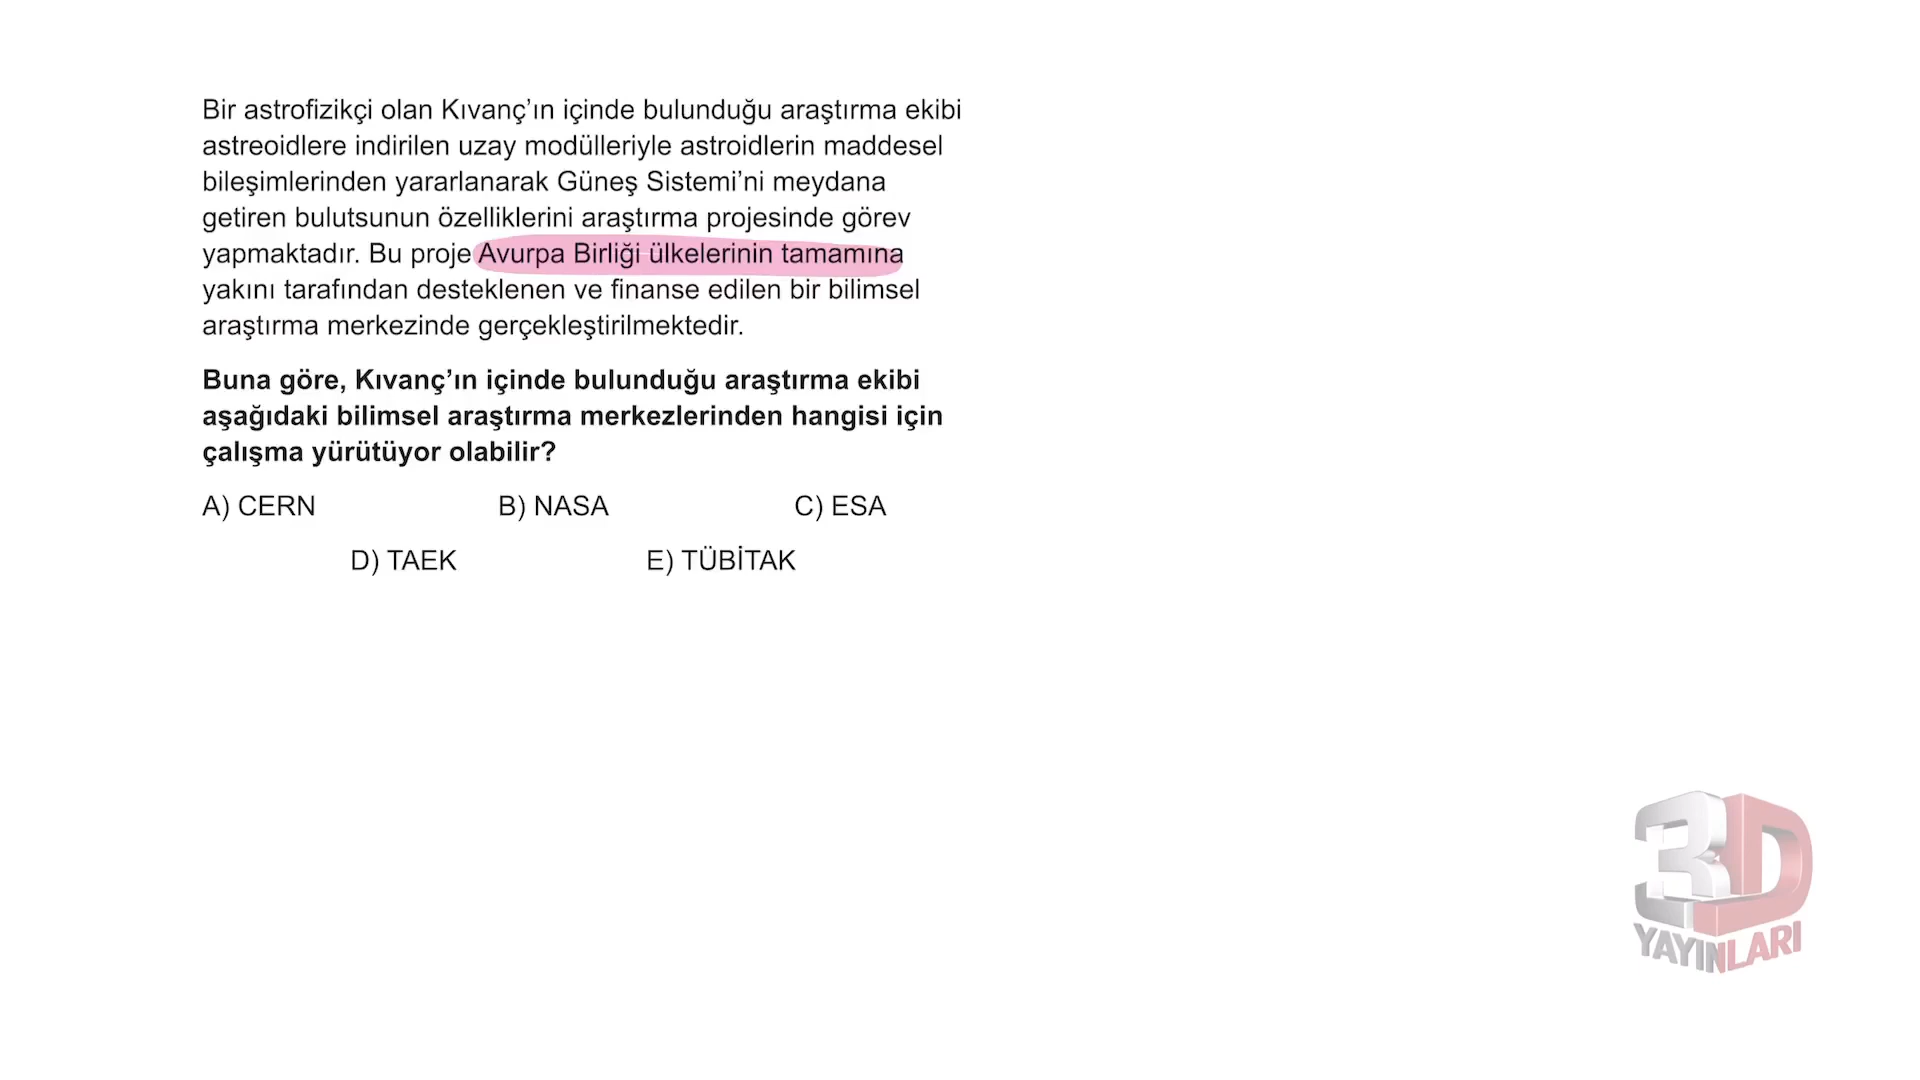 Bir astrofizikçi olan Kıvanç’ın içinde bulunduğu araştırma ekibi
astreoidlere indirilen uzay modülleriyle astroidlerin maddesel
bileşimlerinden yararlanarak Güneş Sistemi’ni meydana
getiren bulutsunun özelliklerini araştırma projesinde görev
yapmaktadır. Bu proje Avurpa Birliği ülkelerinin tamamına
yakını tarafından desteklenen ve finanse edilen bir bilimsel
araştırma merkezinde gerçekleştirilmektedir.
Buna göre, Kıvanç’ın içinde bulunduğu araştırma ekibi
aşağıdaki bilimsel araştırma merkezlerinden hangisi için
çalışma yürütüyor olabilir?
A) CERN B) NASA C) ESA
D) TAEK E) TÜBİTAK
3D
YAYINLARI